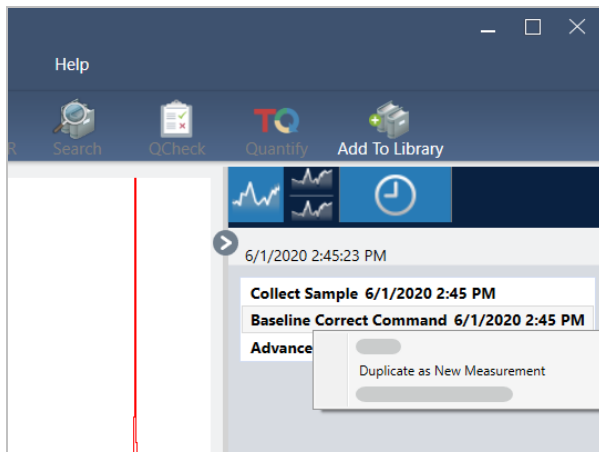 Help
R
Search
QCheck
TQ
Quantify
Add To Library
6/1/2020 2:45:23 PM
Collect Sample 6/1/2020 2:45 PM
Baseline Correct Command 6/1/2020 2:45 PM
Advance
Duplicate as New Measurement